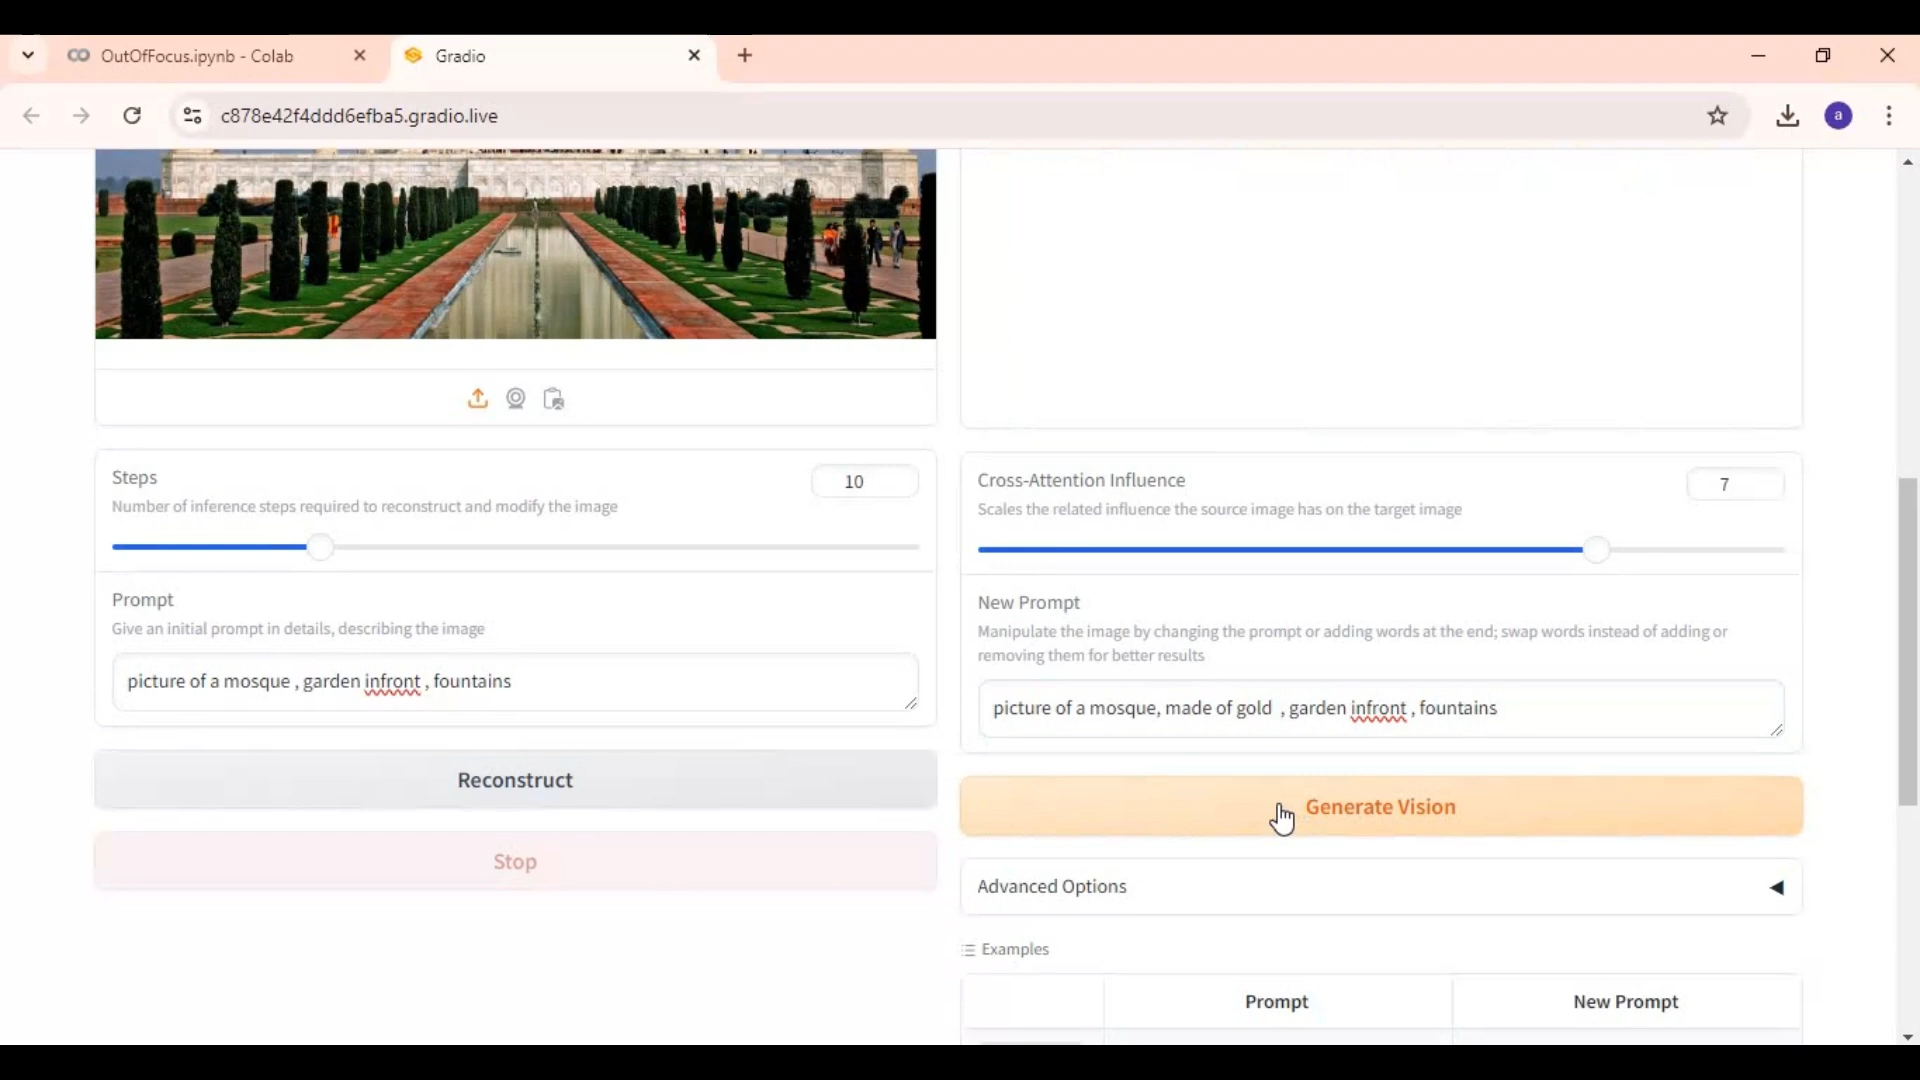 OutOfFocus.ipynb - Colab
Gradio
c878e42f4ddd6efba5.gradio.live
a
Steps
10
Number of inference steps required to reconstruct and modify the image
Prompt
Give an initial prompt in details, describing the image
picture of a mosque , garden infront , fountains
Reconstruct
Stop
Cross-Attention Influence
7
Scales the related influence the source image has on the target image
New Prompt
Manipulate the image by changing the prompt or adding words at the end; swap words instead of adding or
removing them for better results
picture of a mosque, made of gold  , garden infront , fountains
Generate Vision
Advanced Options
Examples
Prompt
New Prompt